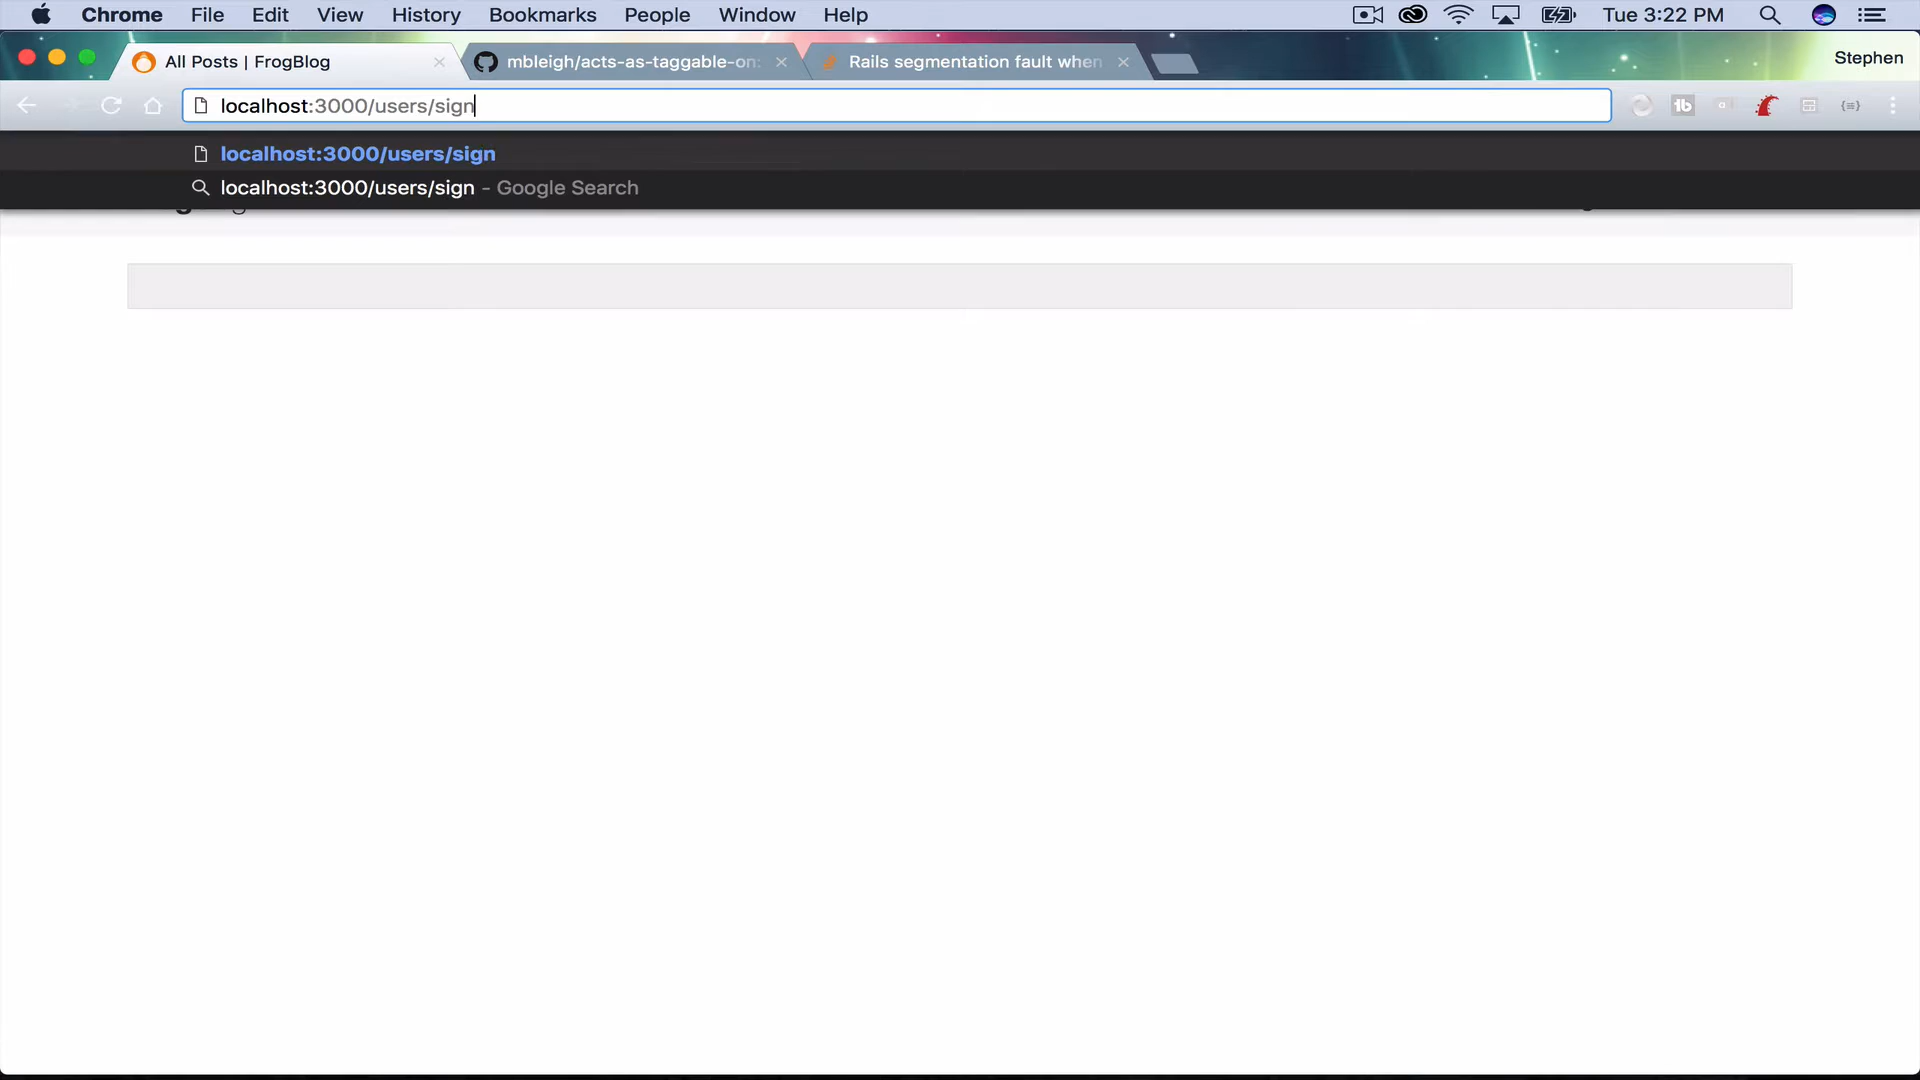 Chrome File Edit View History Bookmarks People Window Help Tue 3:22 PM
All Posts | FrogBlog mbleigh/acts-as-taggable-on: Rails segmentation fault when Stephen
localhost:3000/users/sign
localhost:3000/users/sign
localhost:3000/users/sign - Google Search